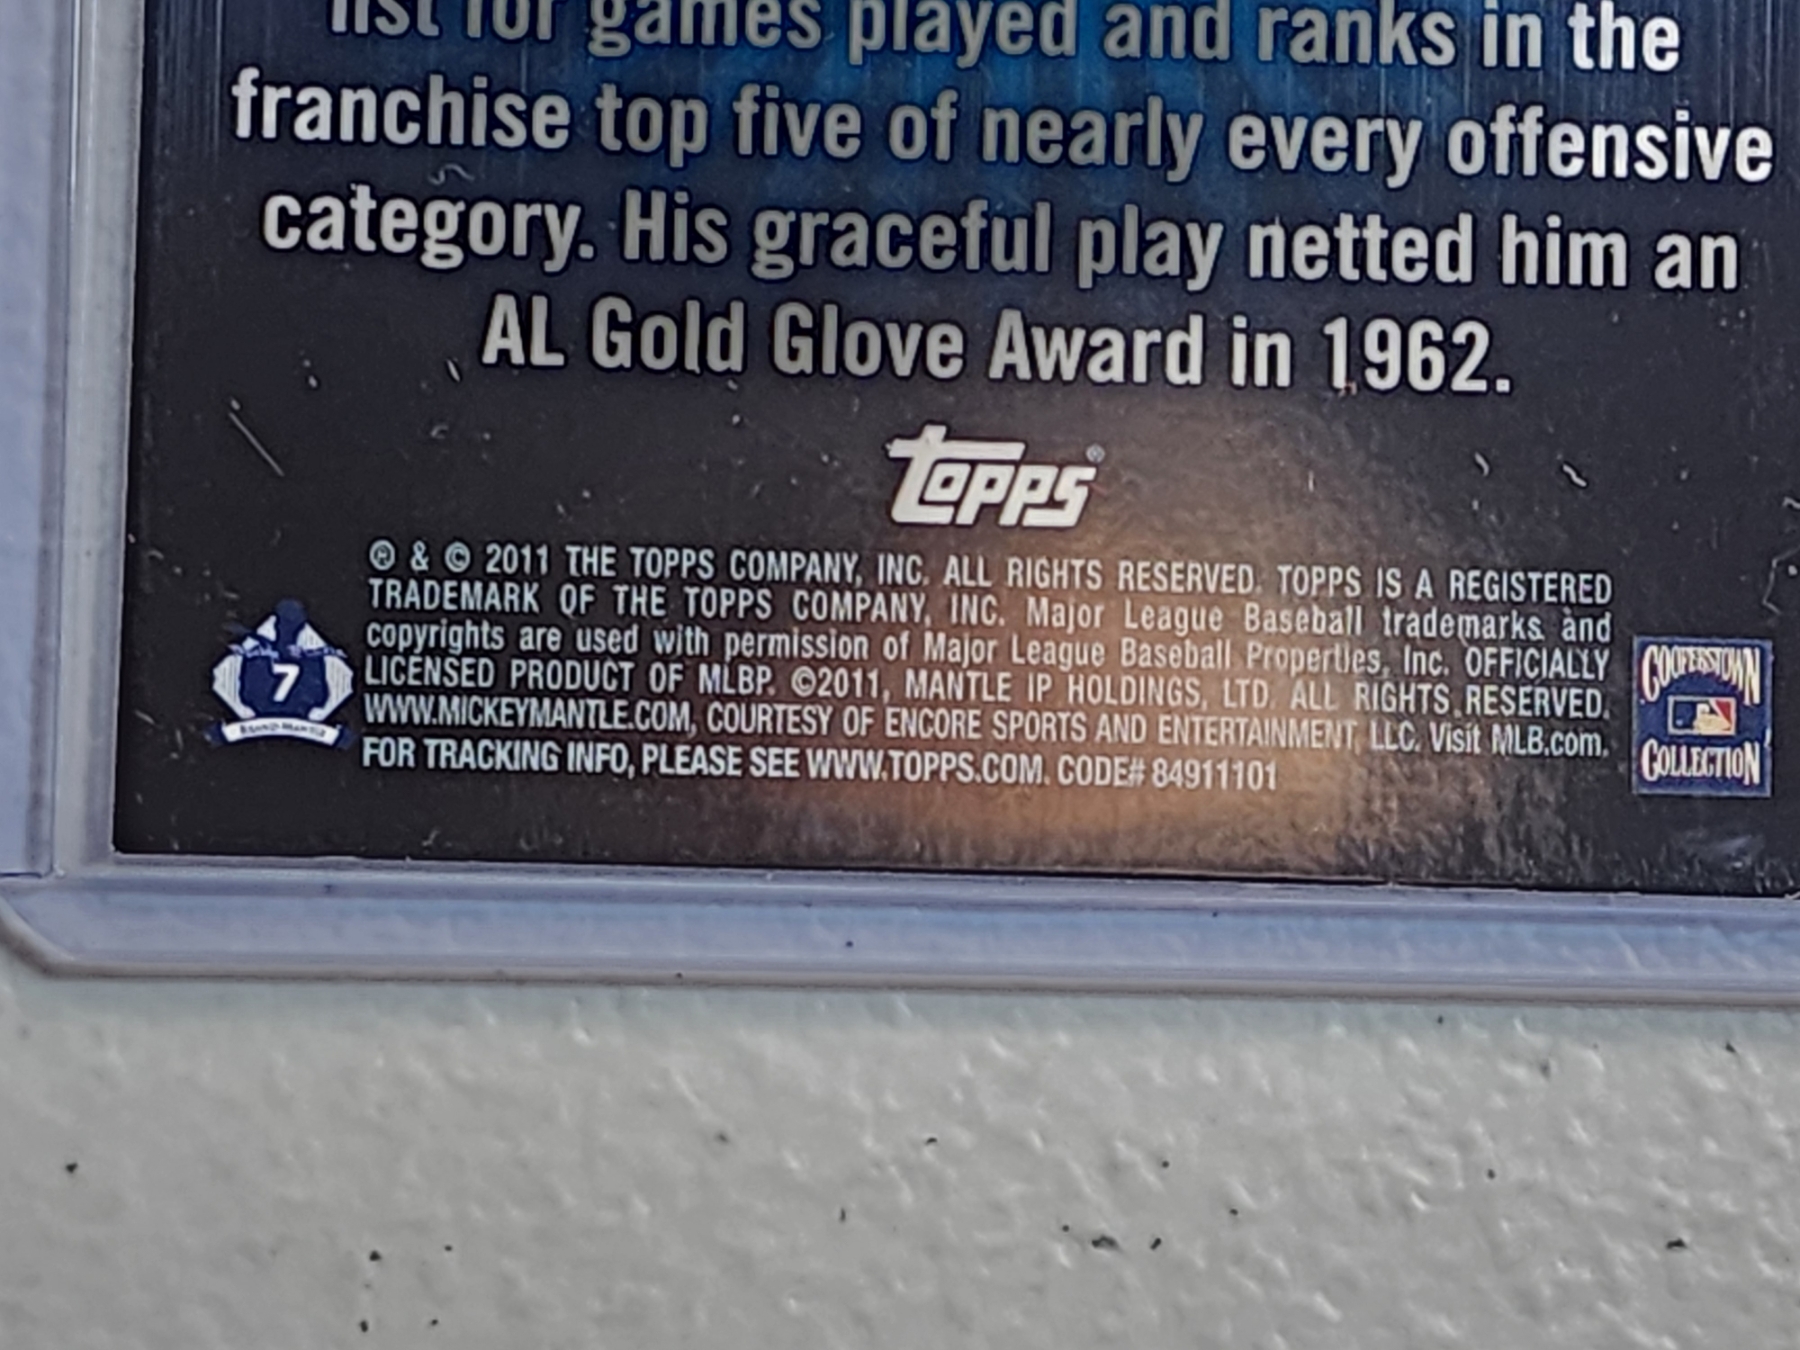 list for games played and ranks in the
franchise top five of nearly every offensive
category. His graceful play netted him an
AL Gold Glove Award in 1962.
topps®
® & © 2011 THE TOPPS COMPANY, INC. ALL RIGHTS RESERVED. TOPPS IS A REGISTERED
TRADEMARK OF THE TOPPS COMPANY, INC. Major League Baseball trademarks and
copyrights are used with permission of Major League Baseball Properties, Inc. OFFICIALLY
LICENSED PRODUCT OF MLBP. ©2011, MANTLE IP HOLDINGS, LTD. ALL RIGHTS RESERVED.
WWW.MICKEYMANTLE.COM, COURTESY OF ENCORE SPORTS AND ENTERTAINMENT, LLC. Visit MLB.com.
FOR TRACKING INFO, PLEASE SEE WWW.TOPPS.COM. CODE# 84911101
7
COOPERSTOWN
COLLECTION